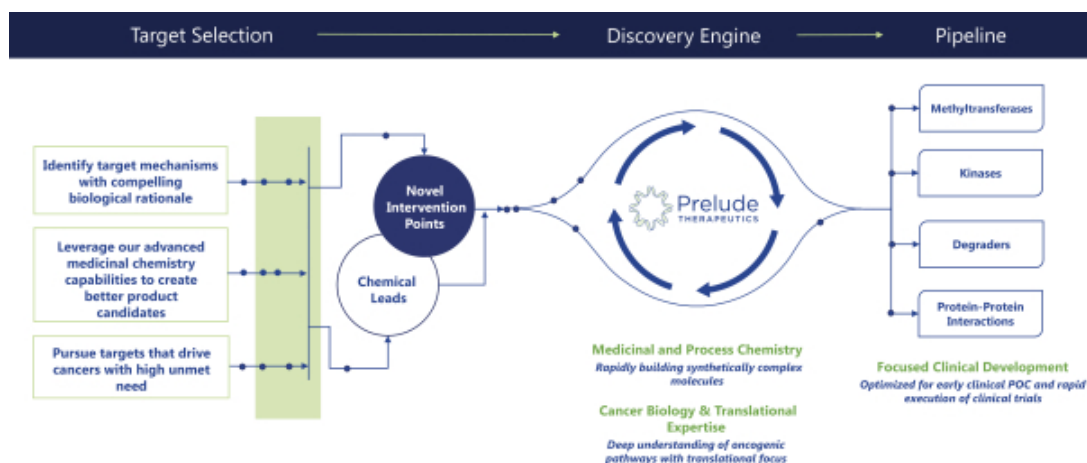 Target Selection
Discovery Engine
Pipeline
Identify target mechanisms
with compelling
biological rationale
Leverage our advanced
medicinal chemistry
capabilities to create
better product
candidates
Pursue targets that drive
cancers with high unmet
need
Novel
Intervention
Points
Chemical
Leads
Prelude
THERAPEUTICS
Medicinal and Process Chemistry
Rapidly building synthetically complex
molecules
Cancer Biology & Translational
Expertise
Deep understanding of oncogenic
pathways with translational focus
Methyltransferases
Kinases
Degraders
Protein-Protein
Interactions
Focused Clinical Development
Optimized for early clinical POC and rapid
execution of clinical trials